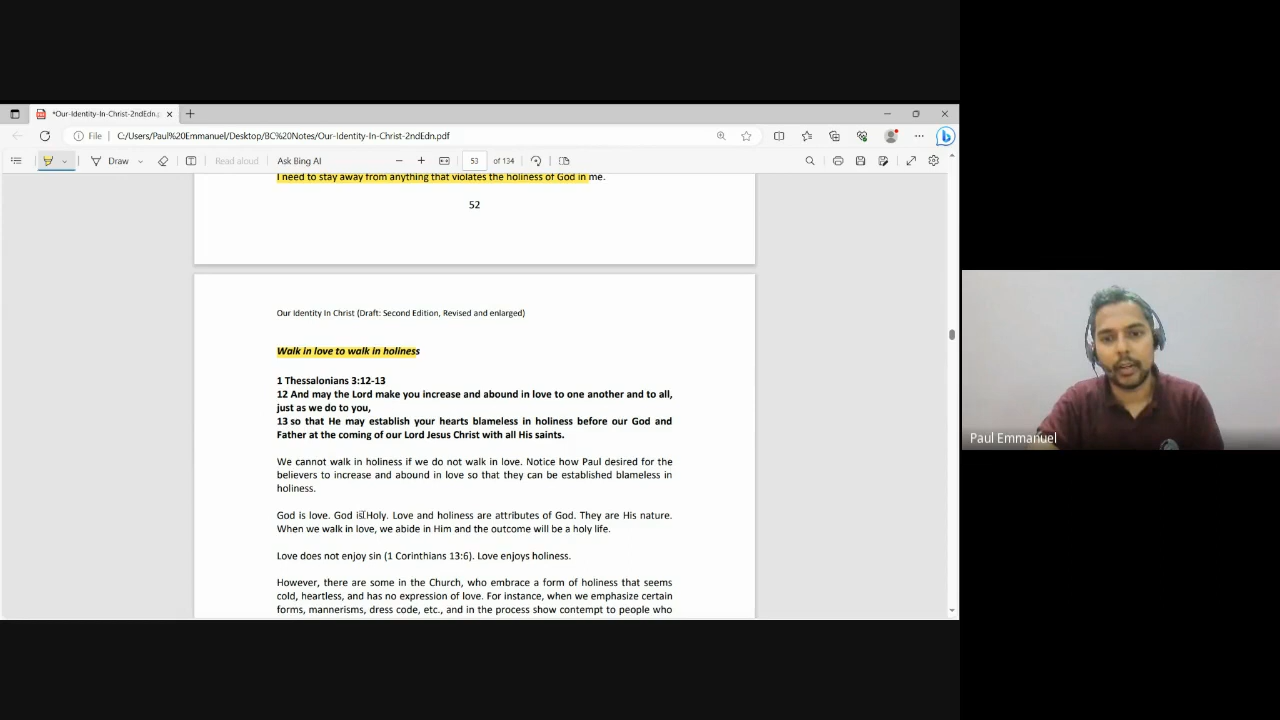 *Our-Identity-In-Christ-2ndEdn.p
File
C:/Users/Paul%20Emmanuel/Desktop/BC%20Notes/Our-Identity-In-Christ-2ndEdn.pdf
Draw
Read aloud
Ask Bing AI
53 of 134
I need to stay away from anything that violates the holiness of God in me.
52
Our Identity In Christ (Draft: Second Edition, Revised and enlarged)
Walk in love to walk in holiness
1 Thessalonians 3:12-13
12 And may the Lord make you increase and abound in love to one another and to all,
just as we do to you,
13 so that He may establish your hearts blameless in holiness before our God and
Father at the coming of our Lord Jesus Christ with all His saints.
We cannot walk in holiness if we do not walk in love. Notice how Paul desired for the
believers to increase and abound in love so that they can be established blameless in
holiness.
God is love. God is Holy. Love and holiness are attributes of God. They are His nature.
When we walk in love, we abide in Him and the outcome will be a holy life.
Love does not enjoy sin (1 Corinthians 13:6). Love enjoys holiness.
However, there are some in the Church, who embrace a form of holiness that seems
cold, heartless, and has no expression of love. For instance, when we emphasize certain
forms, mannerisms, dress code, etc., and in the process show contempt to people who
Paul Emmanuel